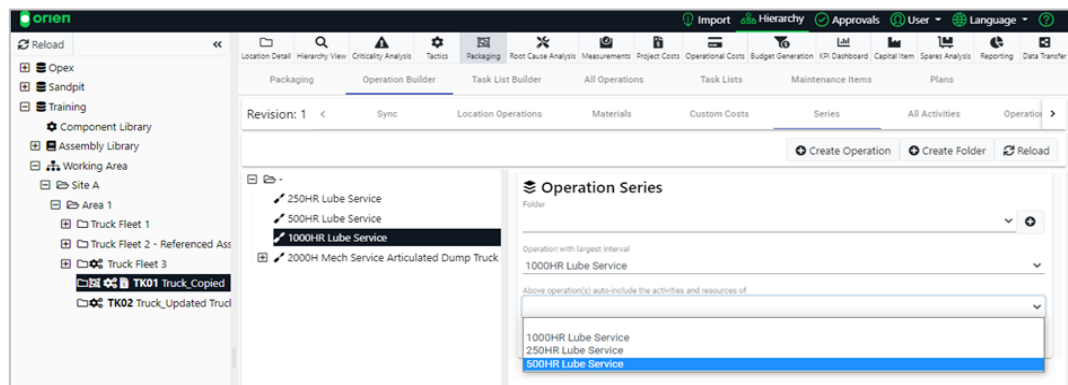 orien
Import Hierarchy Approvals User Language
Reload «
Location Detail Hierarchy View Criticality Analysis Tactics Packaging Root Cause Analysis Measurements Project Costs Operational Costs Budget Generation KPI Dashboard Capital Item Spares Analysis Reporting Data Transfer
Opex
Sandpit
Training
Component Library
Assembly Library
Working Area
Site A
Area 1
Truck Fleet 1
Truck Fleet 2 - Referenced Ass
Truck Fleet 3
TK01 Truck_Copied
TK02 Truck_Updated Truc
Packaging Operation Builder Task List Builder All Operations Task Lists Maintenance Items Plans
Revision: 1 < Sync Location Operations Materials Custom Costs Series All Activities Operatio >
Create Operation Create Folder Reload
-
250HR Lube Service
500HR Lube Service
1000HR Lube Service
2000H Mech Service Articulated Dump Truck
Operation Series
Folder
Operation with largest interval
1000HR Lube Service
Above operation(s) auto-include the activities and resources of
1000HR Lube Service
250HR Lube Service
500HR Lube Service